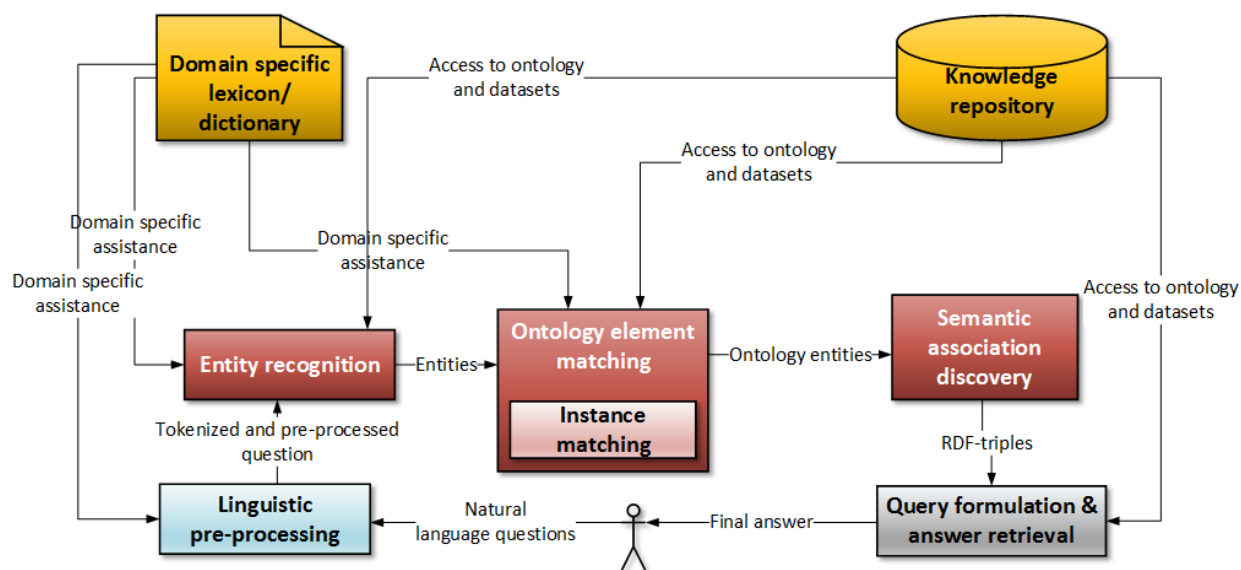 Domain specific
lexicon/
dictionary
Access to ontology
and datasets
Knowledge
repository
Access to ontology
and datasets
Domain specific
assistance
Domain specific
assistance
Domain specific
assistance
Access to ontology
and datasets
Entity recognition
Entities
Ontology element
matching
Instance
matching
Ontology entities
Semantic
association
discovery
Tokenized and pre-processed
question
RDF-triples
Linguistic
pre-processing
Natural
language questions
Final answer
Query formulation &
answer retrieval